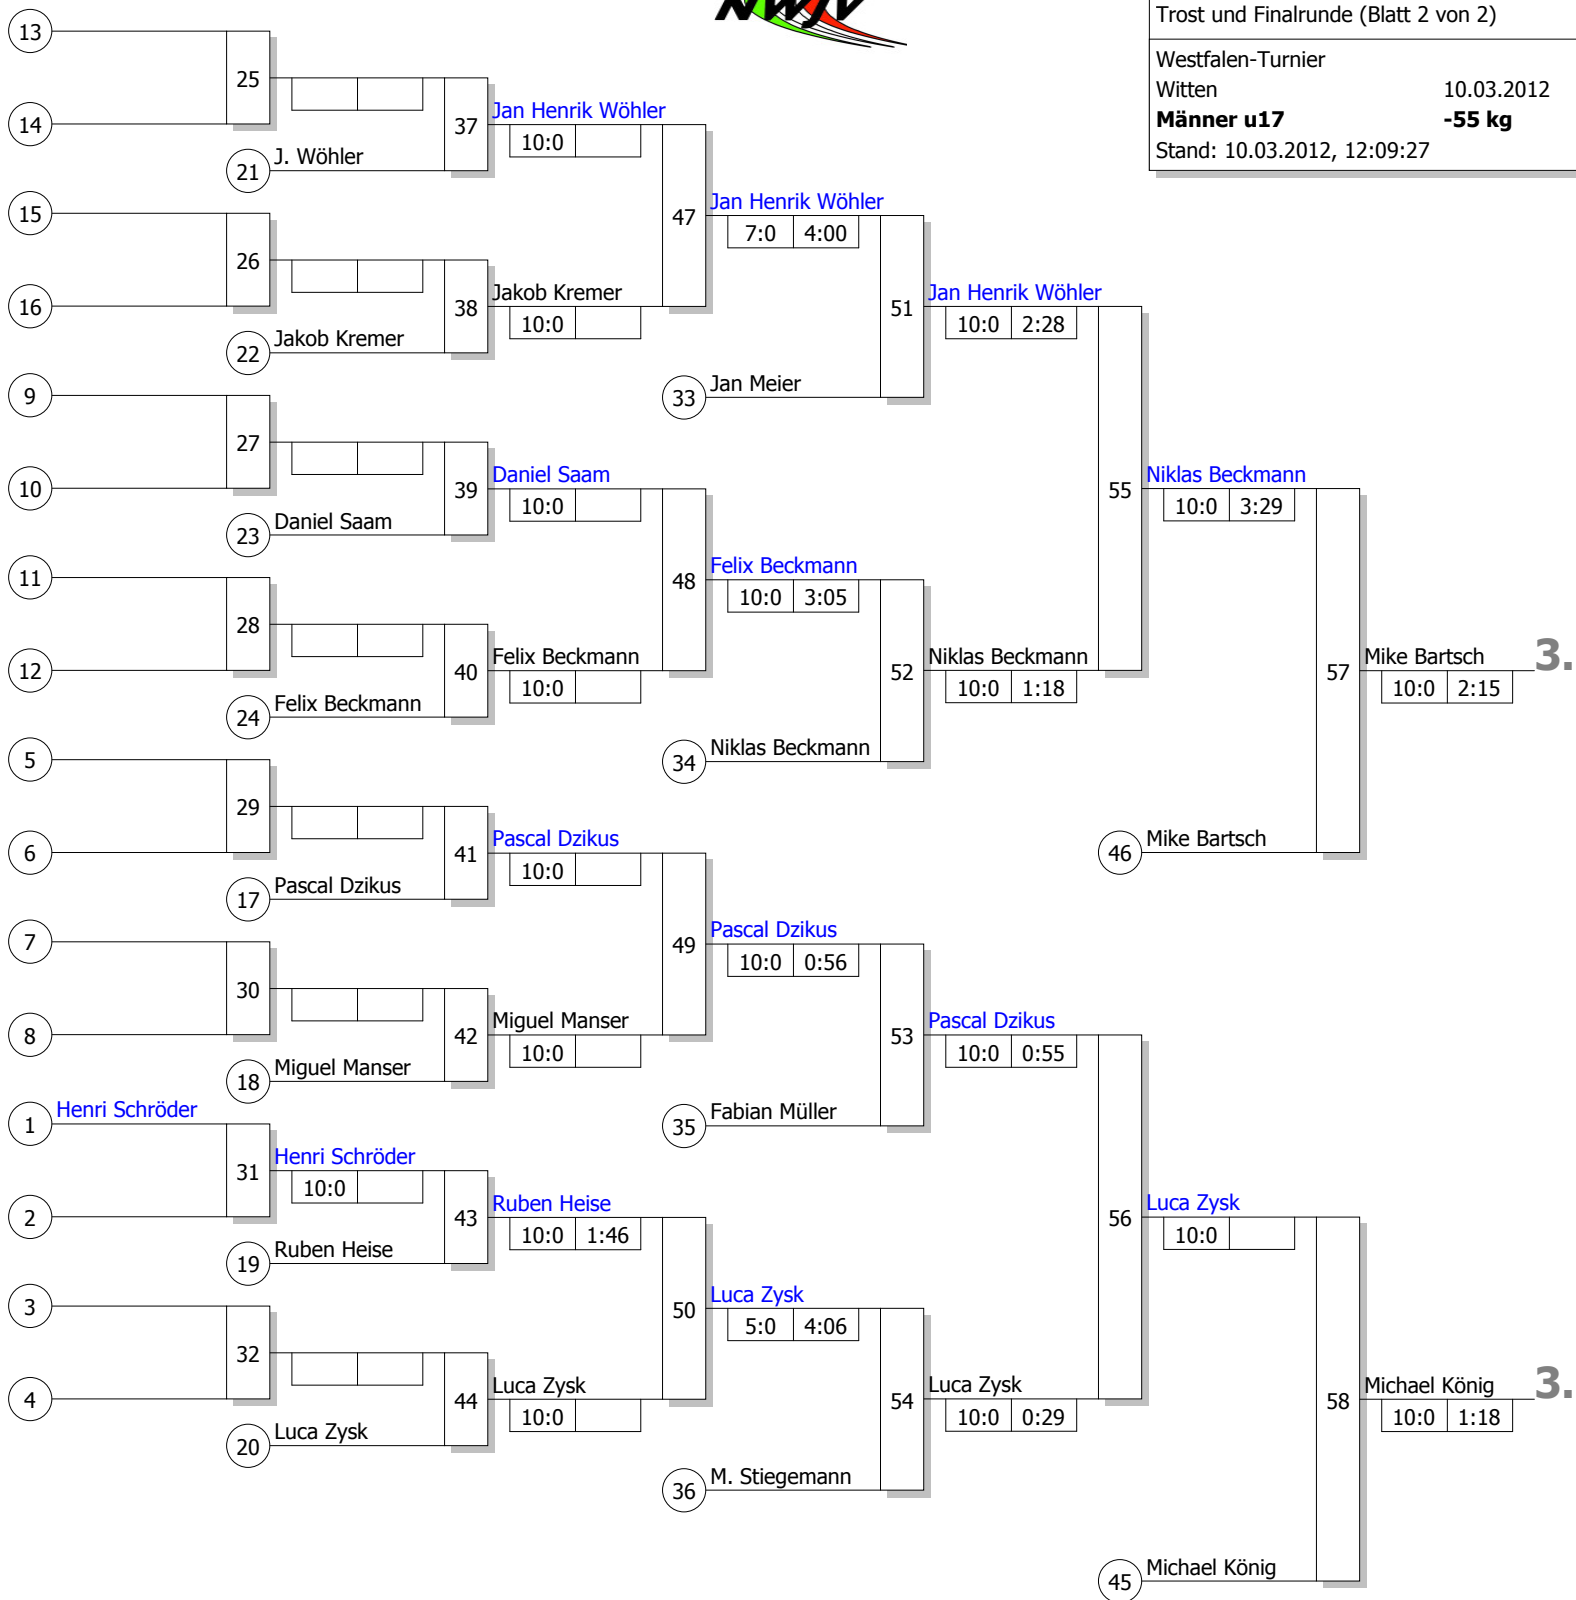 NWJV
Trost und Finalrunde (Blatt 2 von 2)
Westfalen-Turnier
Witten 10.03.2012
Männer u17 -55 kg
Stand: 10.03.2012, 12:09:27
13
25
14
37
Jan Henrik Wöhler
10:0
21 J. Wöhler
15
47
Jan Henrik Wöhler
7:0 4:00
26
16
38
Jakob Kremer
10:0
22 Jakob Kremer
51
Jan Henrik Wöhler
10:0 2:28
33 Jan Meier
9
27
10
39
Daniel Saam
10:0
23 Daniel Saam
55
Niklas Beckmann
10:0 3:29
11
48
Felix Beckmann
10:0 3:05
28
12
40
Felix Beckmann
10:0
24 Felix Beckmann
52
Niklas Beckmann
10:0 1:18
57
Mike Bartsch
10:0 2:15
3.
34 Niklas Beckmann
5
29
6
41
Pascal Dzikus
10:0
17 Pascal Dzikus
46 Mike Bartsch
7
49
Pascal Dzikus
10:0 0:56
30
8
42
Miguel Manser
10:0
18 Miguel Manser
53
Pascal Dzikus
10:0 0:55
35 Fabian Müller
1 Henri Schröder
31
Henri Schröder
10:0
2
43
Ruben Heise
10:0 1:46
19 Ruben Heise
56
Luca Zysk
10:0
3
50
Luca Zysk
5:0 4:06
32
4
44
Luca Zysk
10:0
20 Luca Zysk
54
Luca Zysk
10:0 0:29
58
Michael König
10:0 1:18
3.
36 M. Stiegemann
45 Michael König